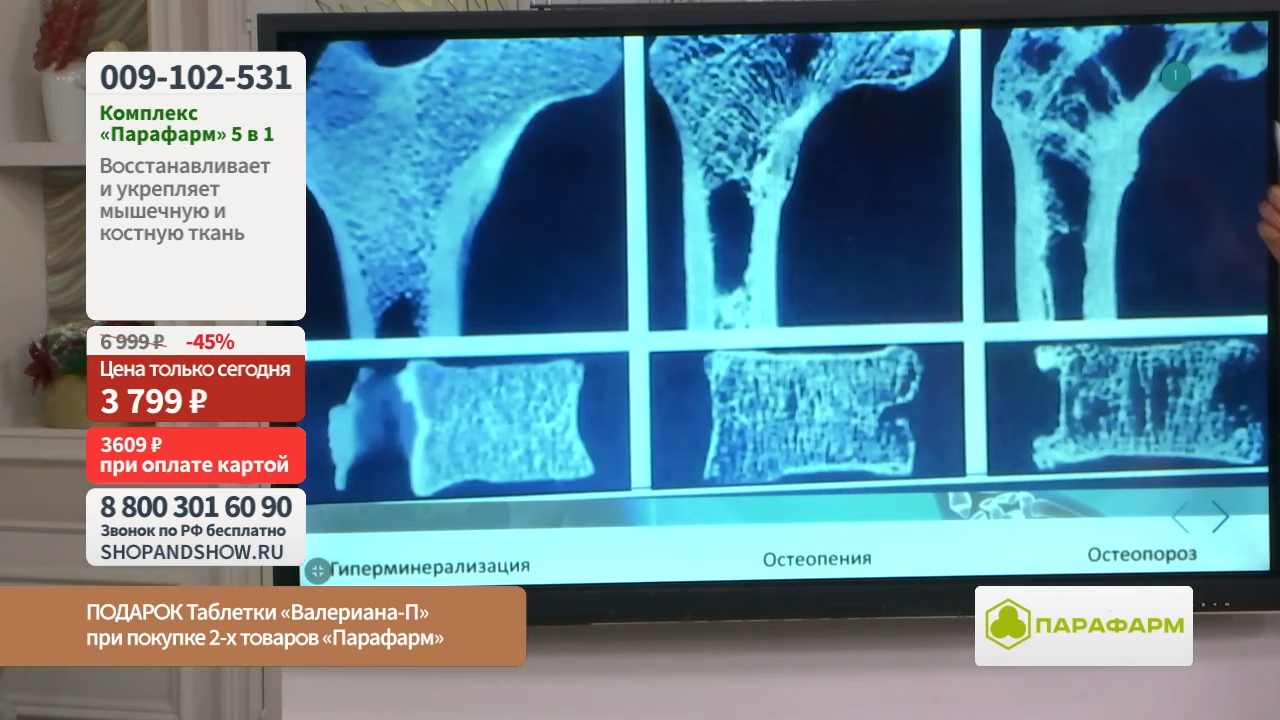 009-102-531
Комплекс
«Парафарм» 5 в 1
Восстанавливает
и укрепляет
мышечную и
костную ткань
6 999 ₽ -45%
Цена только сегодня
3 799 ₽
3609 ₽
при оплате картой
8 800 301 60 90
Звонок по РФ бесплатно
SHOPANDSHOW.RU
Гиперминерализация
Остеопения
Остеопороз
ПОДАРОК Таблетки «Валериана-П»
при покупке 2-х товаров «Парафарм»
ПАРАФАРМ